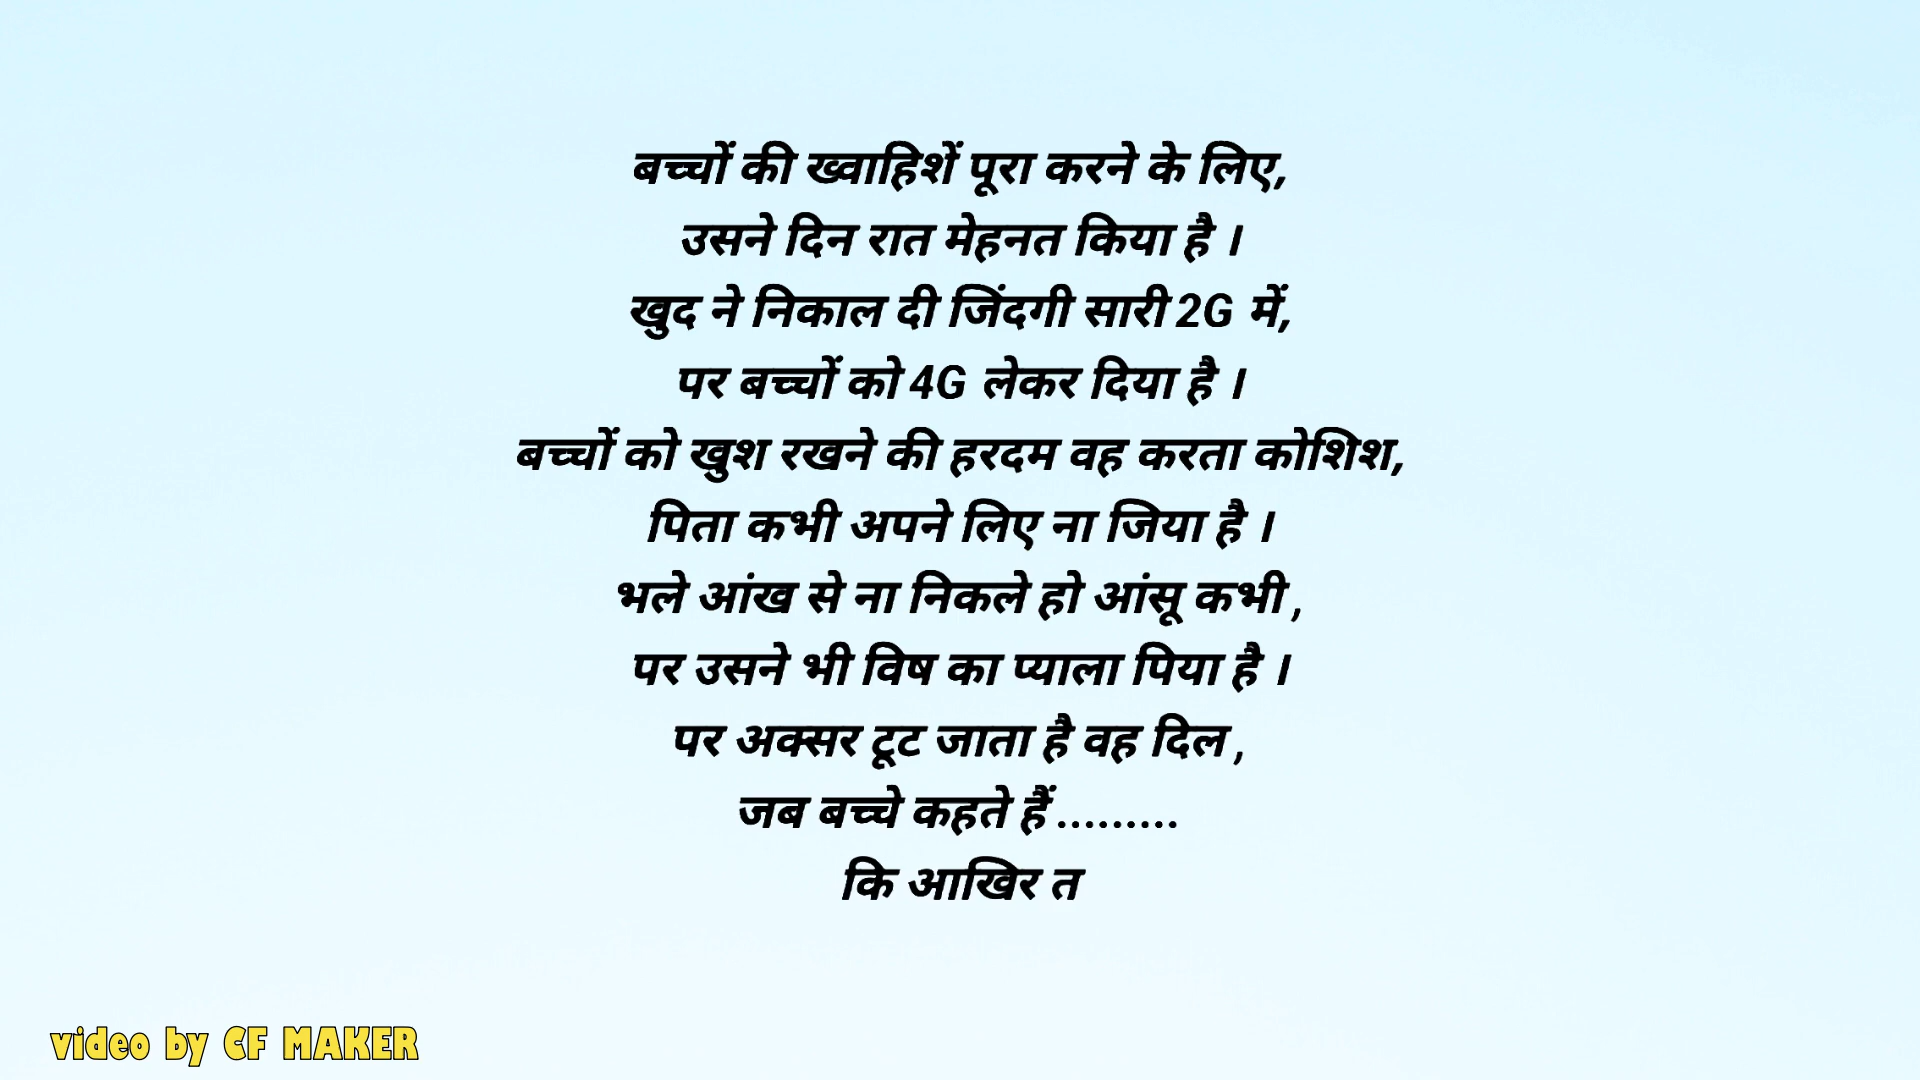 बच्चों की ख्वाहिशें पूरा करने के लिए,
उसने दिन रात मेहनत किया है ।
खुद ने निकाल दी जिंदगी सारी 2G में,
पर बच्चों को 4G लेकर दिया है ।
बच्चों को खुश रखने की हरदम वह करता कोशिश,
पिता कभी अपने लिए ना जिया है ।
भले आंख से ना निकले हो आंसू कभी ,
पर उसने भी विष का प्याला पिया है ।
पर अक्सर टूट जाता है वह दिल ,
जब बच्चे कहते हैं .........
कि आखिर त
video by CF MAKER